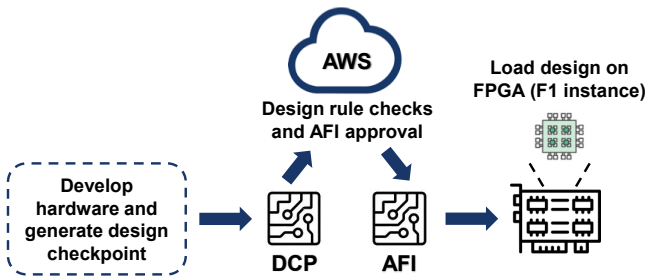 AWS
Design rule checks
and AFI approval
Load design on
FPGA (F1 instance)
Develop
hardware and
generate design
checkpoint
DCP
AFI